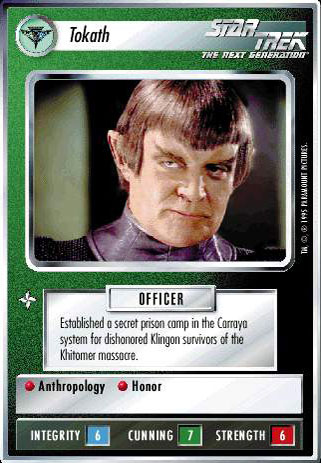 Tokath
STAR TREK
THE NEXT GENERATION
TM, ©, ® 1995 PARAMOUNT PICTURES.
OFFICER
Established a secret prison camp in the Carraya
system for dishonored Klingon survivors of the
Khitomer massacre.
Anthropology Honor
INTEGRITY 6 CUNNING 7 STRENGTH 6